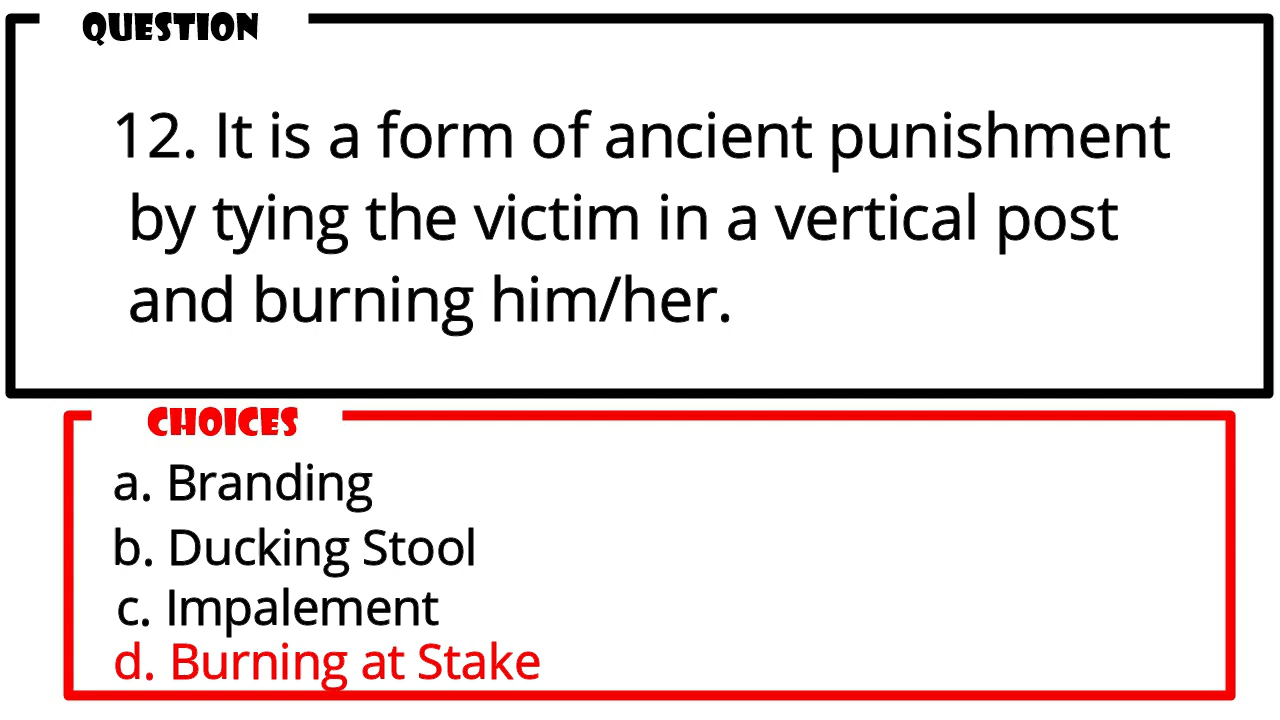 QUESTION
12. It is a form of ancient punishment
by tying the victim in a vertical post
and burning him/her.
CHOICES
a. Branding
b. Ducking Stool
c. Impalement
d. Burning at Stake